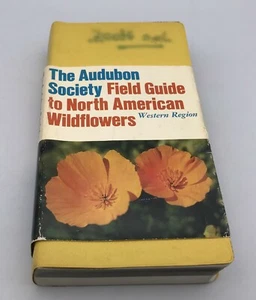 The Audubon
Society Field Guide
to North American
Wildflowers Western Region